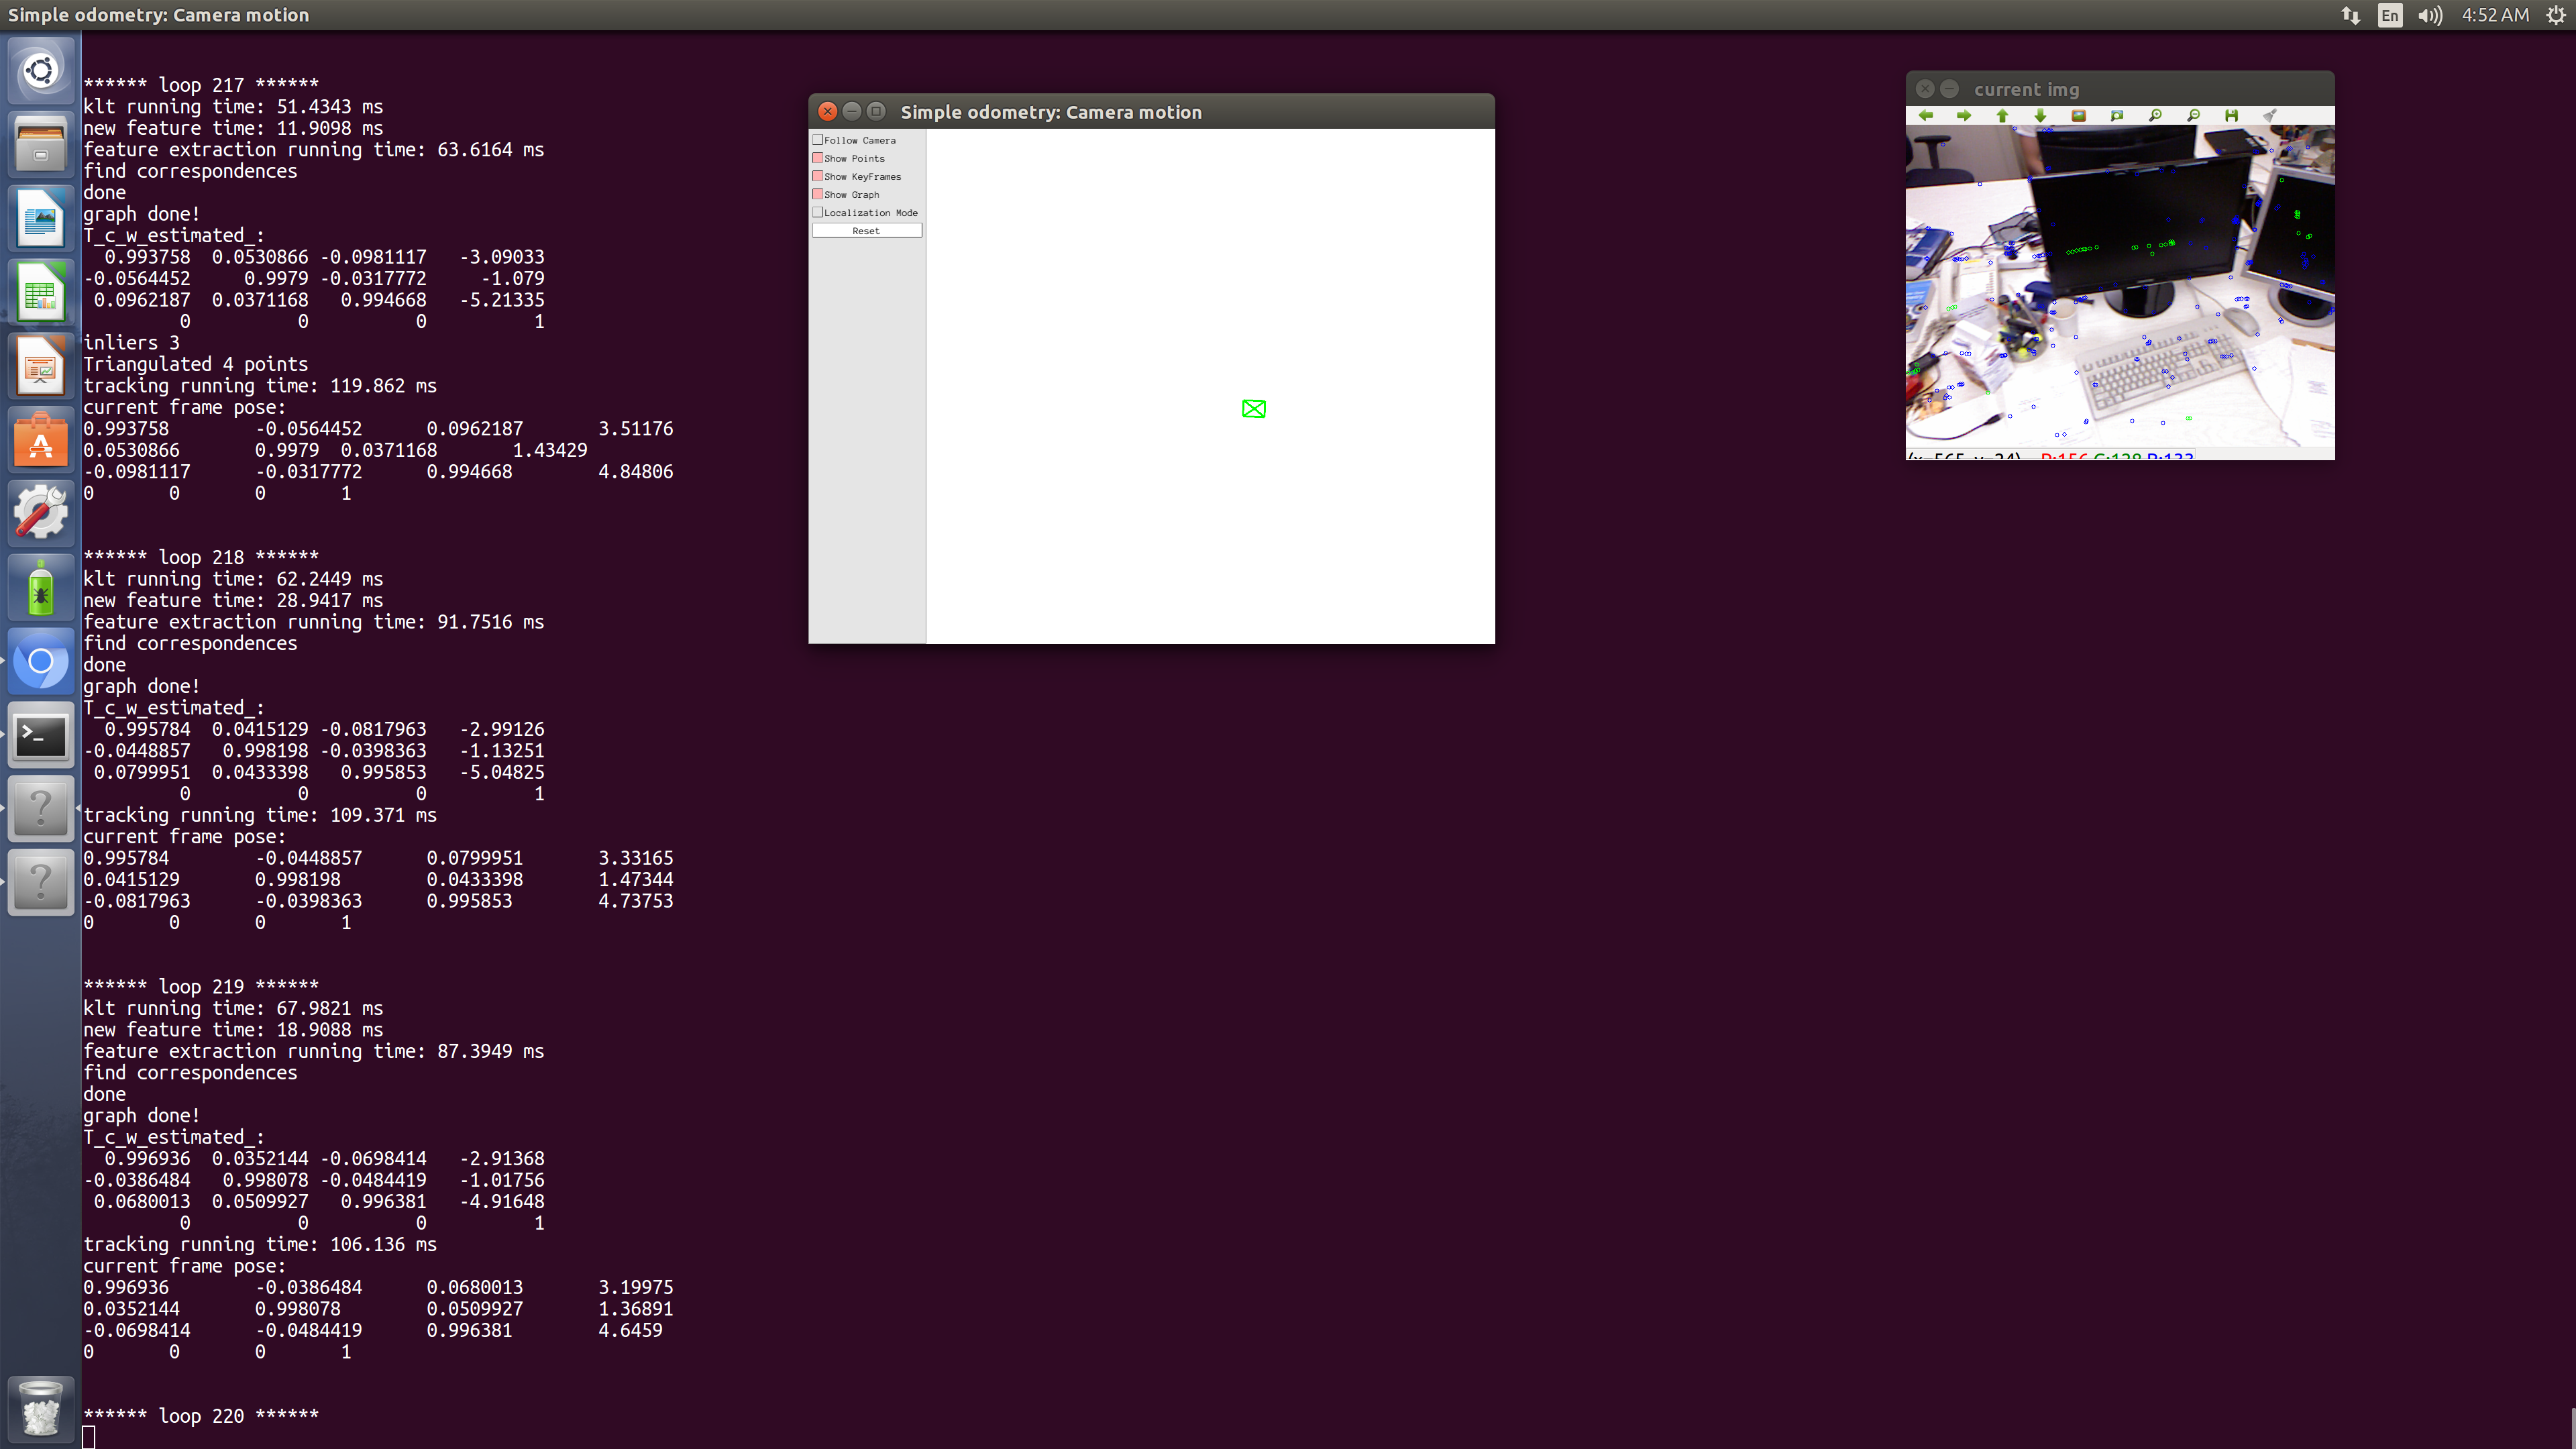 Simple odometry: Camera motion
En
4:52 AM
****** loop 217 ******
klt running time: 51.4343 ms
new feature time: 11.9098 ms
feature extraction running time: 63.6164 ms
find correspondences
done
graph done!
T_c_w_estimated_:
0.993758 0.0530866 -0.0981117 -3.09033
-0.0564452 0.9979 -0.0317772 -1.079
0.0962187 0.0371168 0.994668 -5.21335
0 0 0 1
inliers 3
Triangulated 4 points
tracking running time: 119.862 ms
current frame pose:
0.993758 -0.0564452 0.0962187 3.51176
0.0530866 0.9979 0.0371168 1.43429
-0.0981117 -0.0317772 0.994668 4.84806
0 0 0 1
****** loop 218 ******
klt running time: 62.2449 ms
new feature time: 28.9417 ms
feature extraction running time: 91.7516 ms
find correspondences
done
graph done!
T_c_w_estimated_:
0.995784 0.0415129 -0.0817963 -2.99126
-0.0448857 0.998198 -0.0398363 -1.13251
0.0799951 0.0433398 0.995853 -5.04825
0 0 0 1
tracking running time: 109.371 ms
current frame pose:
0.995784 -0.0448857 0.0799951 3.33165
0.0415129 0.998198 0.0433398 1.47344
-0.0817963 -0.0398363 0.995853 4.73753
0 0 0 1
****** loop 219 ******
klt running time: 67.9821 ms
new feature time: 18.9088 ms
feature extraction running time: 87.3949 ms
find correspondences
done
graph done!
T_c_w_estimated_:
0.996936 0.0352144 -0.0698414 -2.91368
-0.0386484 0.998078 -0.0484419 -1.01756
0.0680013 0.0509927 0.996381 -4.91648
0 0 0 1
tracking running time: 106.136 ms
current frame pose:
0.996936 -0.0386484 0.0680013 3.19975
0.0352144 0.998078 0.0509927 1.36891
-0.0698414 -0.0484419 0.996381 4.6459
0 0 0 1
****** loop 220 ******
Simple odometry: Camera motion
Follow Camera
Show Points
Show KeyFrames
Show Graph
Localization Mode
Reset
current img
(x=565, y=24) R:156 G:128 B:133